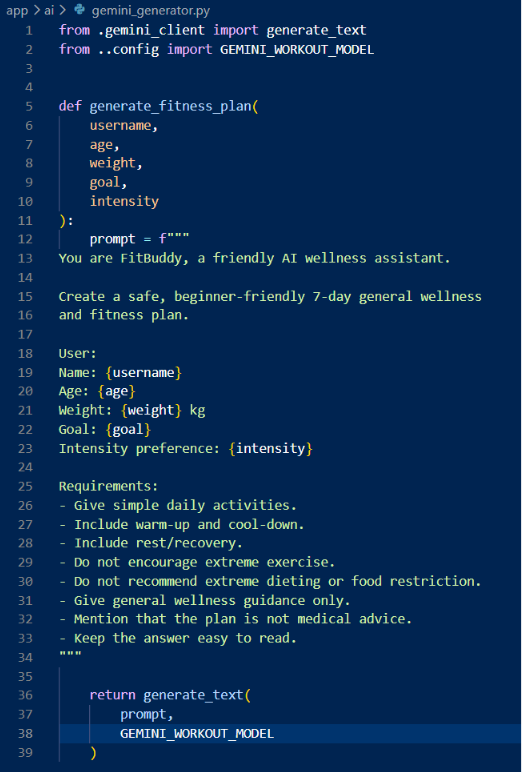 app > ai > gemini_generator.py
1 from .gemini_client import generate_text
2 from ..config import GEMINI_WORKOUT_MODEL
3
4
5 def generate_fitness_plan(
6     username,
7     age,
8     weight,
9     goal,
10     intensity
11 ):
12     prompt = f"""
13 You are FitBuddy, a friendly AI wellness assistant.
14
15 Create a safe, beginner-friendly 7-day general wellness
16 and fitness plan.
17
18 User:
19 Name: {username}
20 Age: {age}
21 Weight: {weight} kg
22 Goal: {goal}
23 Intensity preference: {intensity}
24
25 Requirements:
26 - Give simple daily activities.
27 - Include warm-up and cool-down.
28 - Include rest/recovery.
29 - Do not encourage extreme exercise.
30 - Do not recommend extreme dieting or food restriction.
31 - Give general wellness guidance only.
32 - Mention that the plan is not medical advice.
33 - Keep the answer easy to read.
34 """
35
36     return generate_text(
37         prompt,
38         GEMINI_WORKOUT_MODEL
39     )